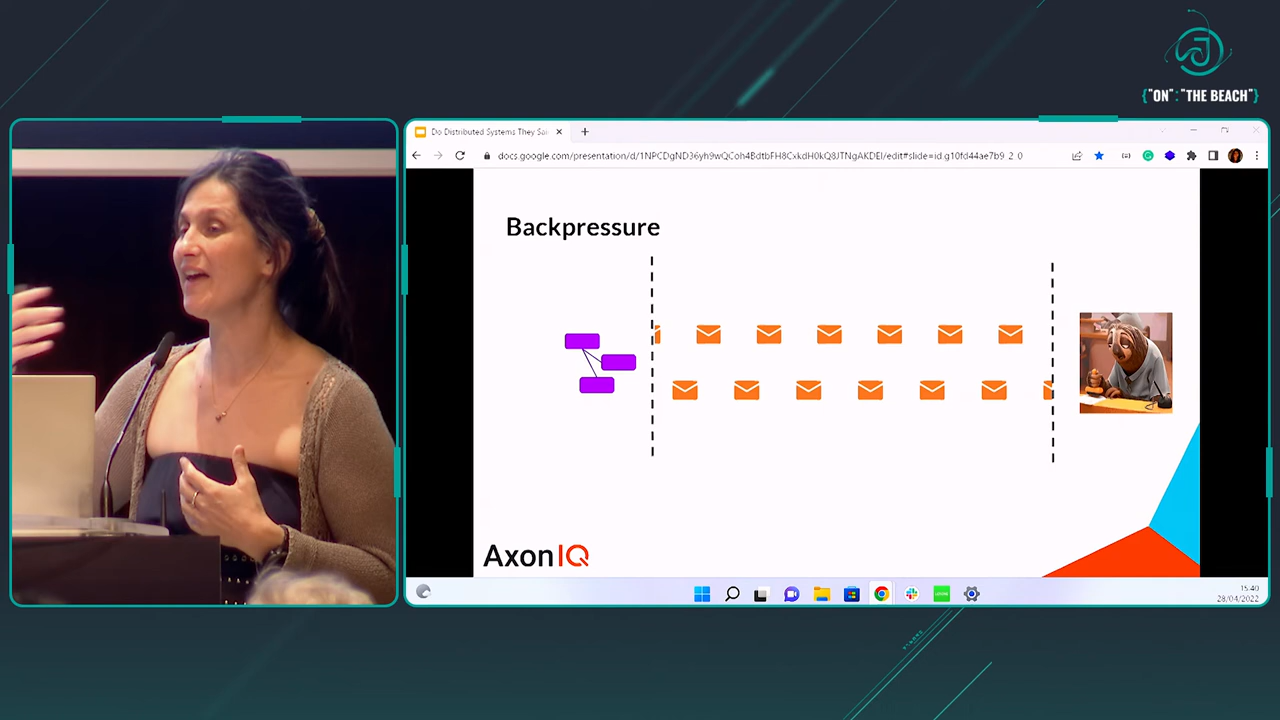 {"ON":"THE BEACH"}
Do Distributed Systems They Sai
docs.google.com/presentation/d/1NPCDgND36yh9wQCoh4BdtbFH8CxkdH0kQ8JTNgAKDEI/edit#slide=id.g10fd44ae7b9_2_0
Backpressure
AxonIQ
15:40
28/04/2022